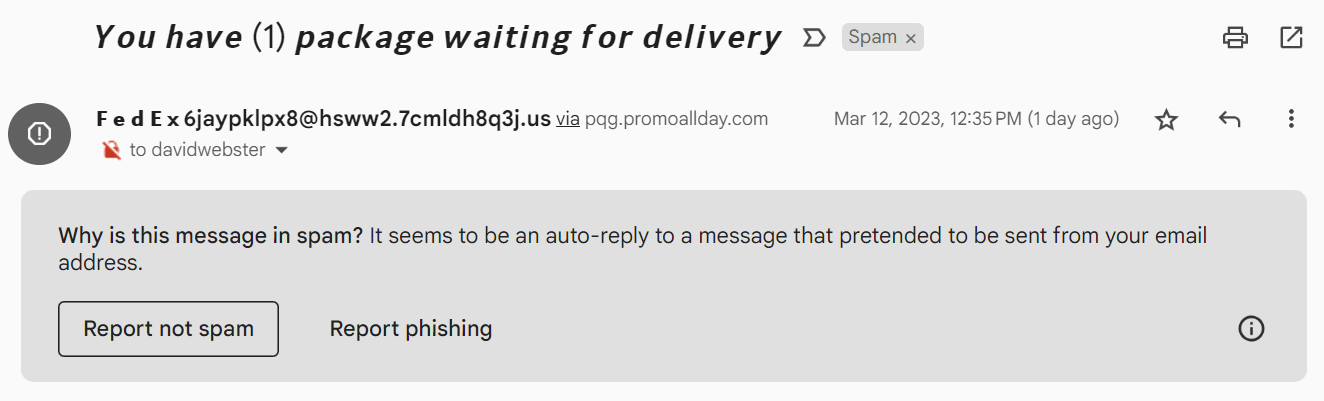 You have (1) package waiting for delivery Spam ×
F e d E x 6jaypklpx8@hsww2.7cmldh8q3j.us via pqg.promoallday.com Mar 12, 2023, 12:35 PM (1 day ago)
to davidwebster
Why is this message in spam? It seems to be an auto-reply to a message that pretended to be sent from your email
address.
Report not spam Report phishing